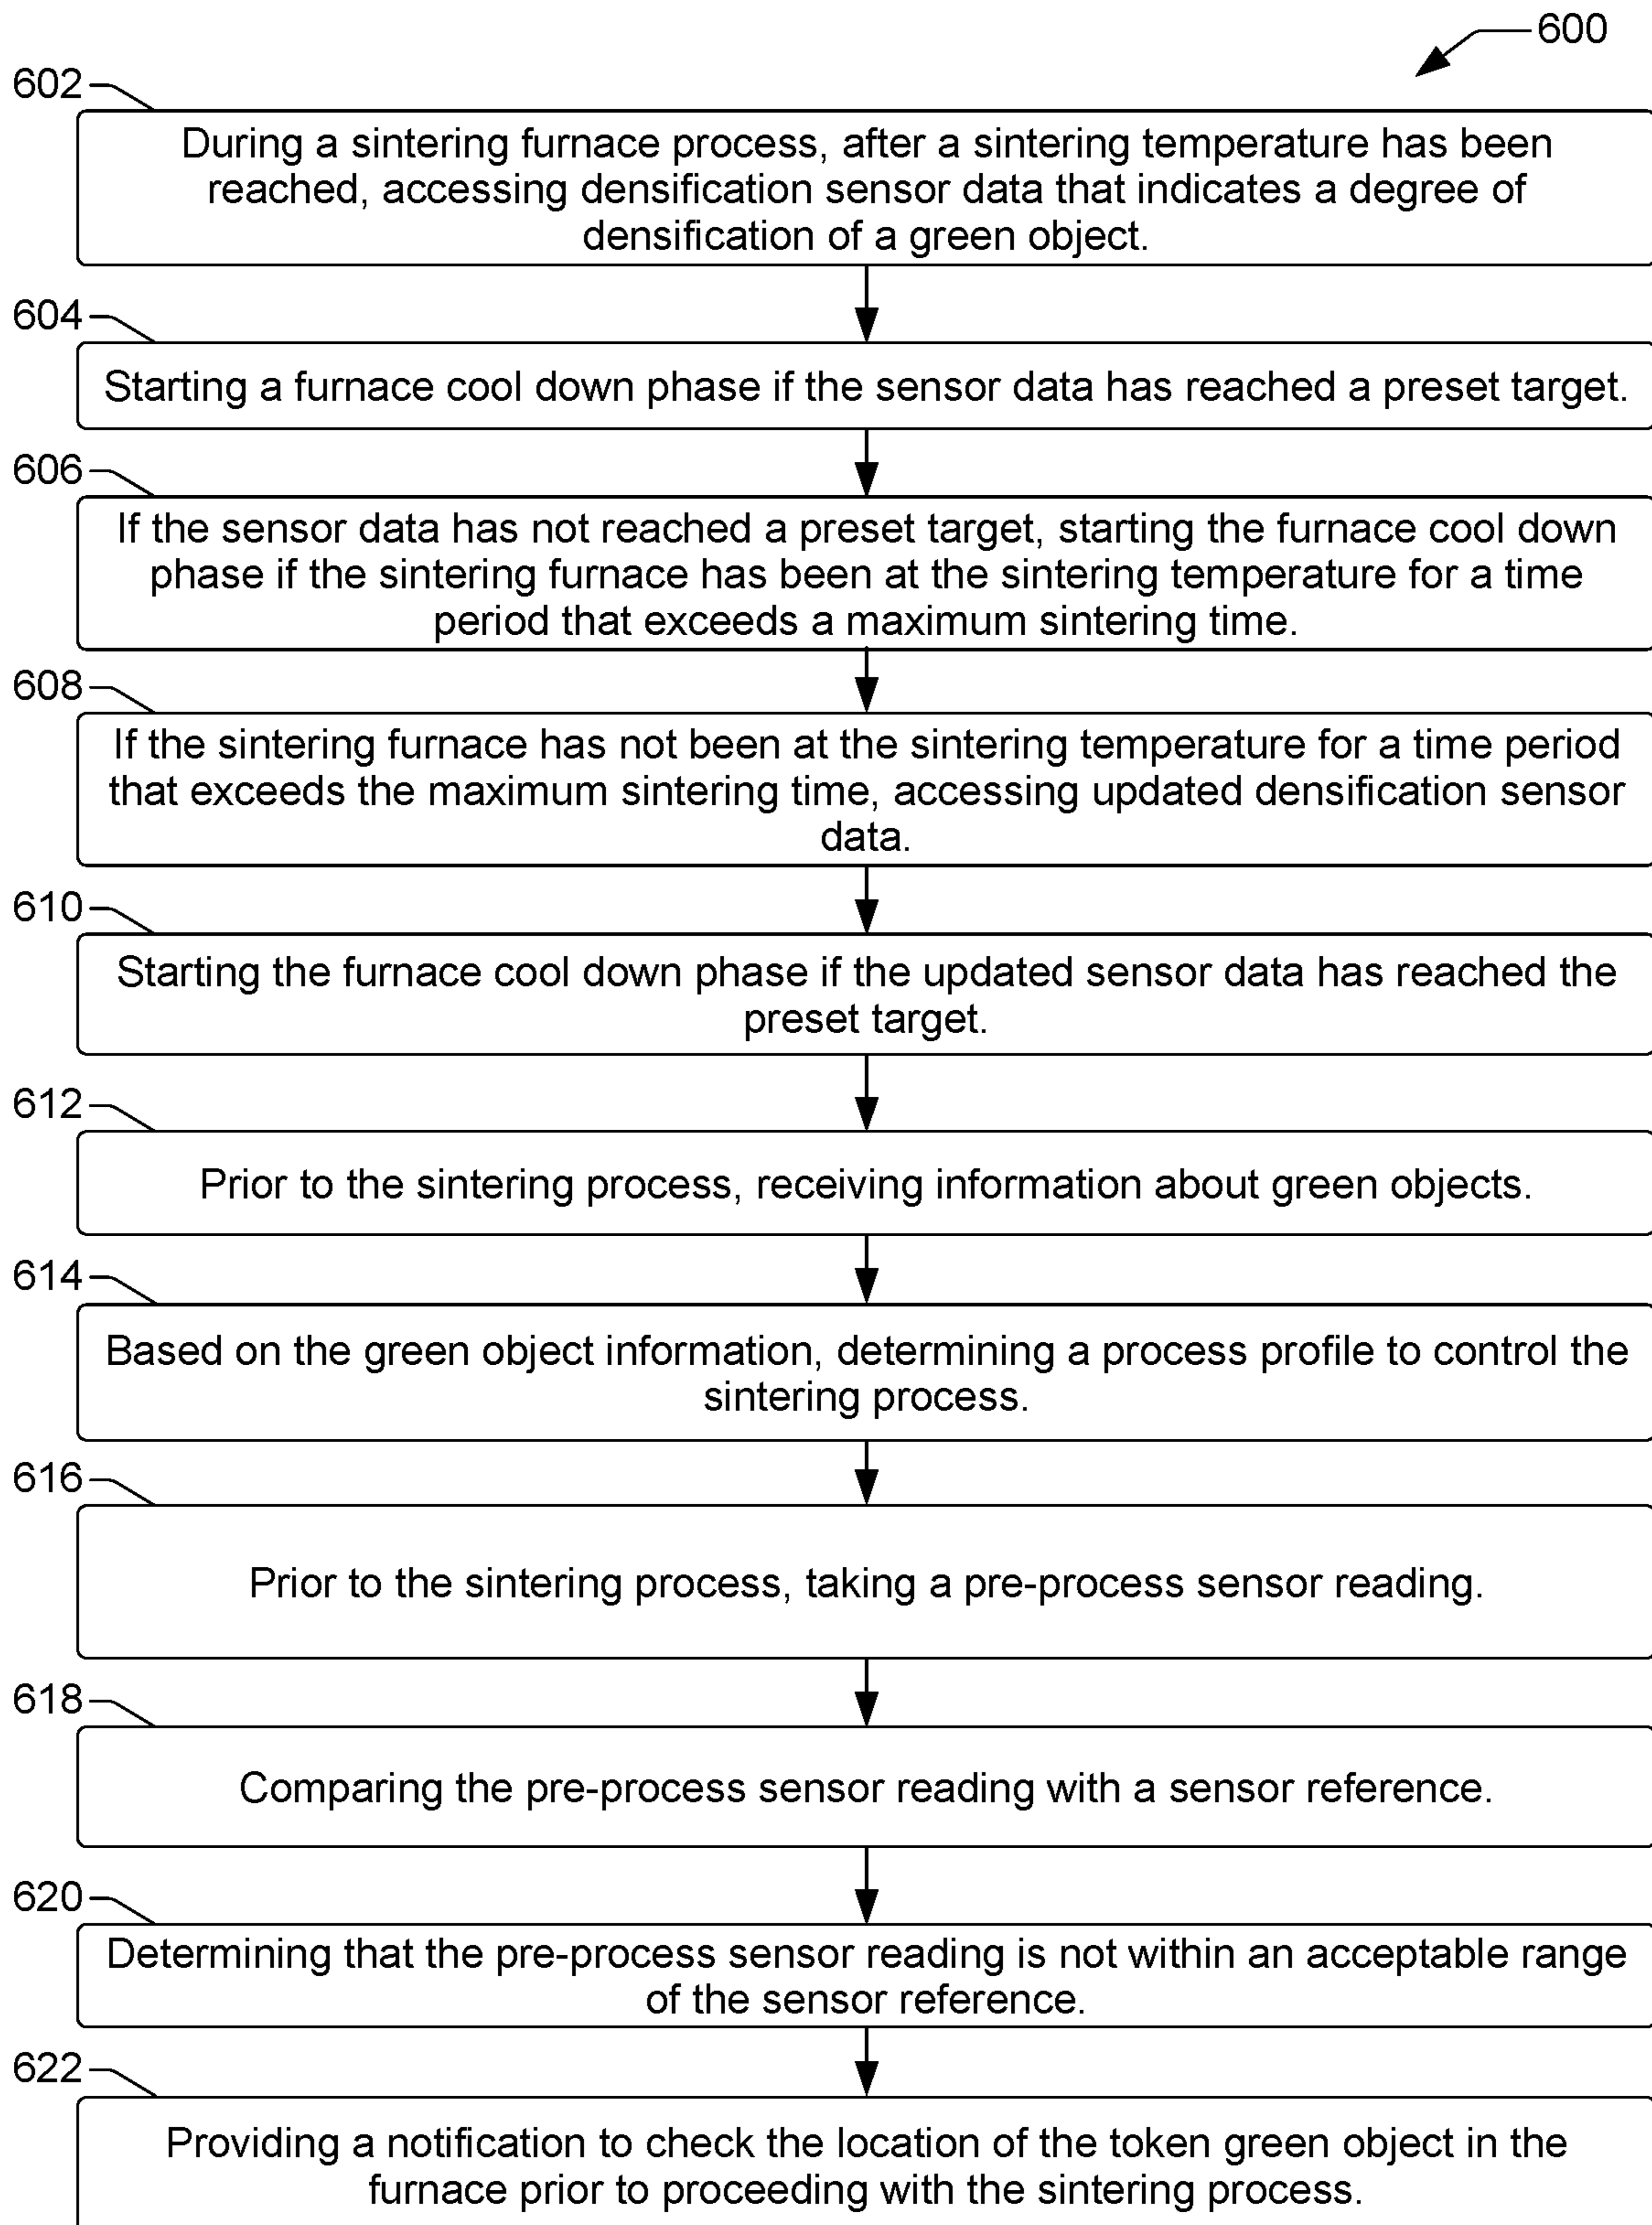 600
602
During a sintering furnace process, after a sintering temperature has been
reached, accessing densification sensor data that indicates a degree of
densification of a green object.
604
Starting a furnace cool down phase if the sensor data has reached a preset target.
606
If the sensor data has not reached a preset target, starting the furnace cool down
phase if the sintering furnace has been at the sintering temperature for a time
period that exceeds a maximum sintering time.
608
If the sintering furnace has not been at the sintering temperature for a time period
that exceeds the maximum sintering time, accessing updated densification sensor
data.
610
Starting the furnace cool down phase if the updated sensor data has reached the
preset target.
612
Prior to the sintering process, receiving information about green objects.
614
Based on the green object information, determining a process profile to control the
sintering process.
616
Prior to the sintering process, taking a pre-process sensor reading.
618
Comparing the pre-process sensor reading with a sensor reference.
620
Determining that the pre-process sensor reading is not within an acceptable range
of the sensor reference.
622
Providing a notification to check the location of the token green object in the
furnace prior to proceeding with the sintering process.